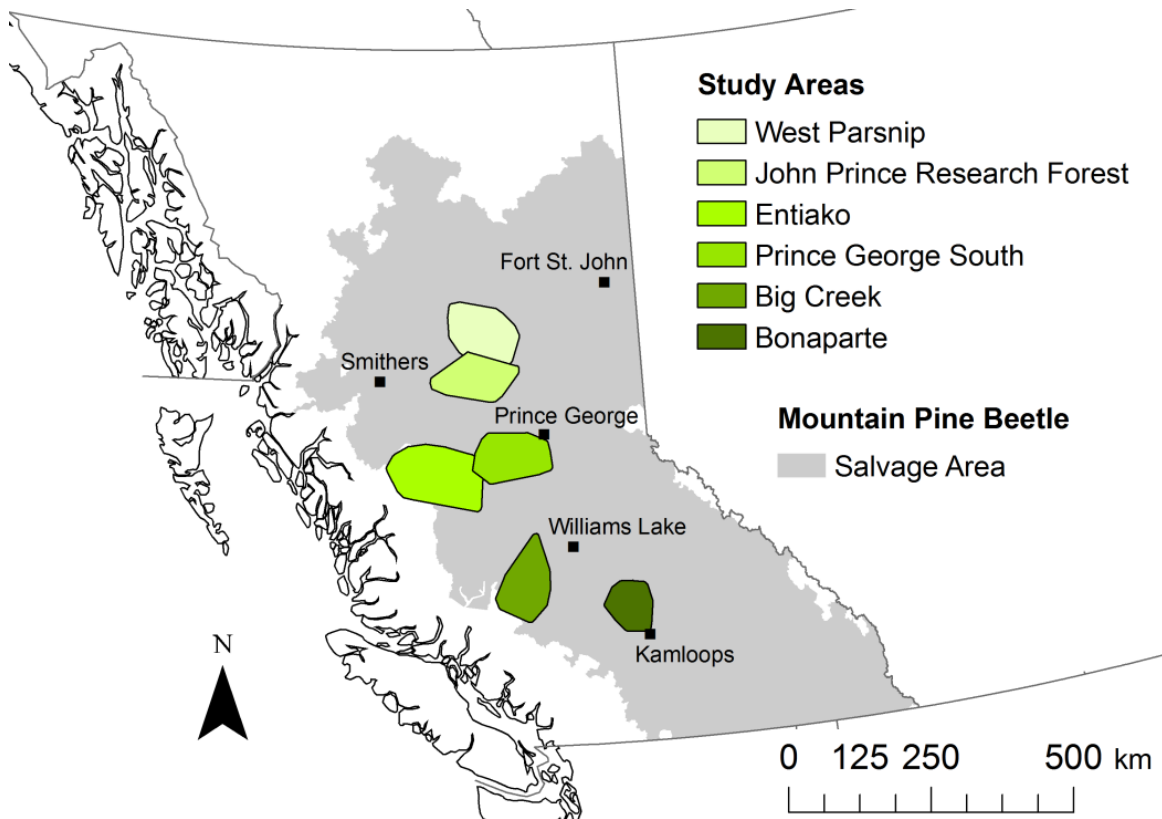 Study Areas
West Parsnip
John Prince Research Forest
Entiako
Prince George South
Big Creek
Bonaparte
Mountain Pine Beetle
Salvage Area
Fort St. John
Smithers
Prince George
Williams Lake
Kamloops
N
0 125 250 500 km